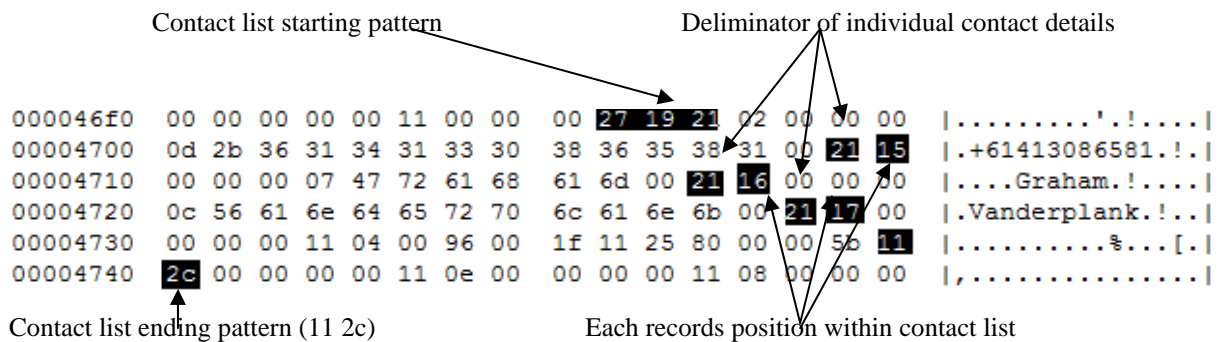 Contact list starting pattern Deliminator of individual contact details
000046f0 00 00 00 00 00 11 00 00 00 27 19 21 02 00 00 00 |.........'.!....|
00004700 0d 2b 36 31 34 31 33 30 38 36 35 38 31 00 21 15 |.+61413086581.!.|
00004710 00 00 00 07 47 72 61 68 61 6d 00 21 16 00 00 00 |....Graham.!....|
00004720 0c 56 61 6e 64 65 72 70 6c 61 6e 6b 00 21 17 00 |.Vanderplank.!..|
00004730 00 00 00 11 04 00 96 00 1f 11 25 80 00 00 5b 11 |..........%...[.|
00004740 2c 00 00 00 00 11 0e 00 00 00 00 11 08 00 00 00 |,...............|
Contact list ending pattern (11 2c) Each records position within contact list